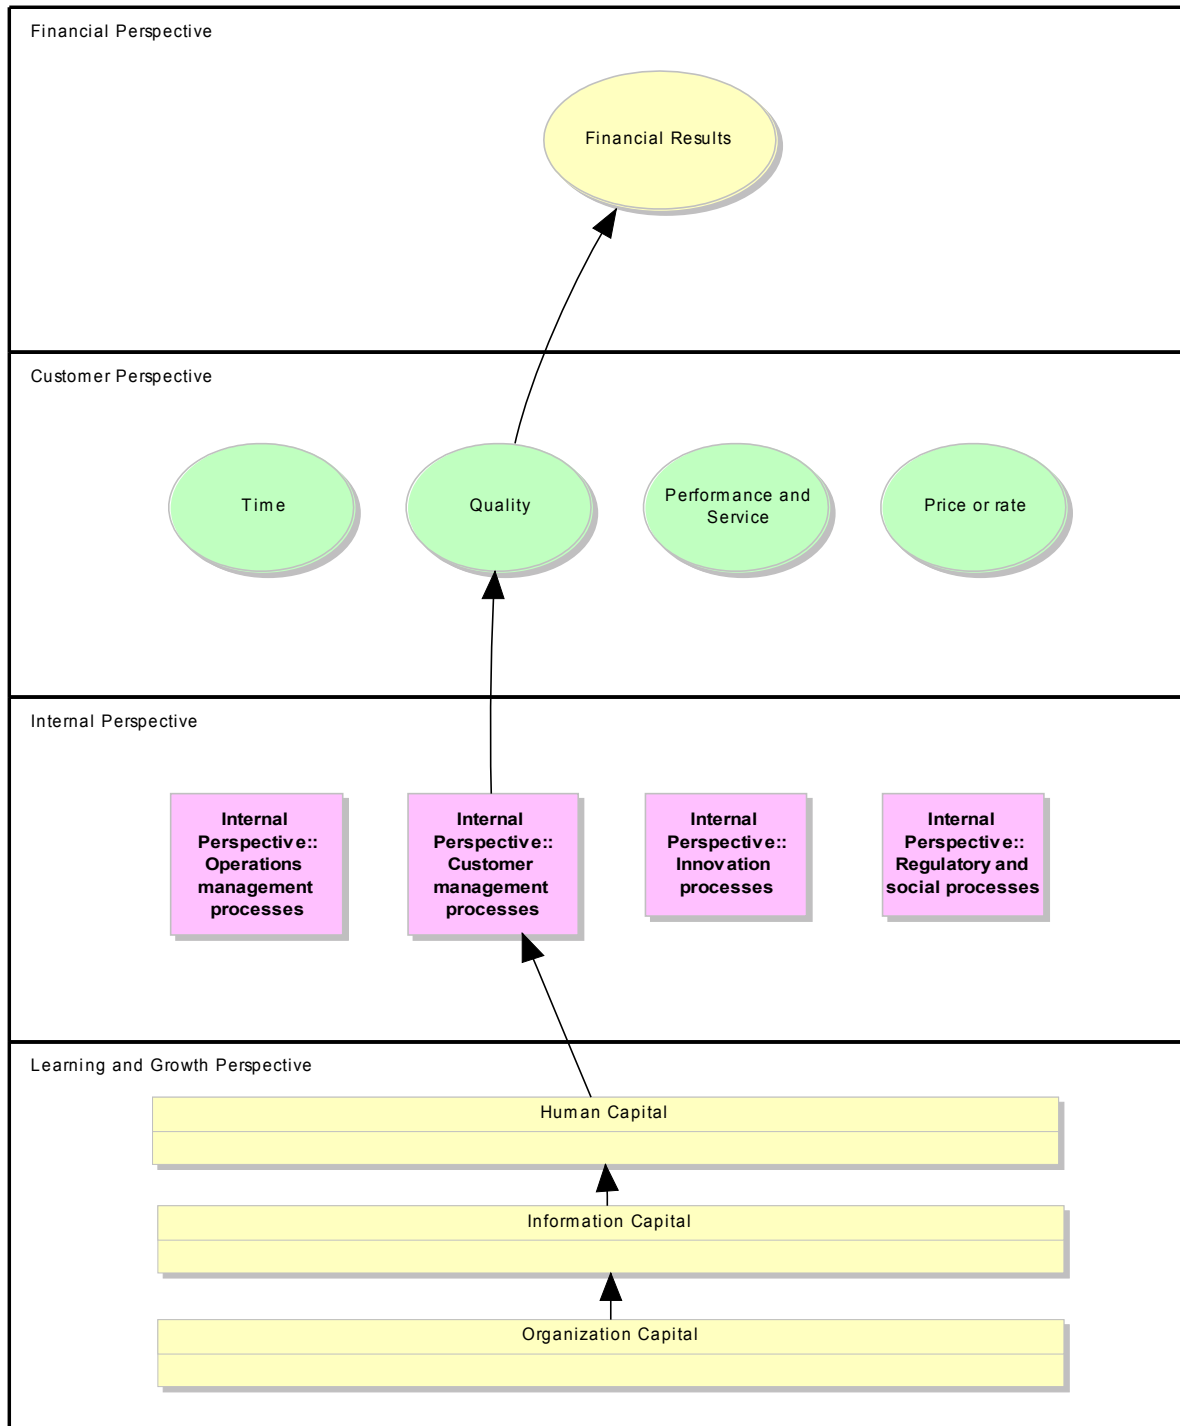 Financial Perspective
Financial Results
Customer Perspective
Time
Quality
Performance and
Service
Price or rate
Internal Perspective
Internal
Perspective::
Operations
management
processes
Internal
Perspective::
Customer
management
processes
Internal
Perspective::
Innovation
processes
Internal
Perspective::
Regulatory and
social processes
Learning and Growth Perspective
Human Capital
Information Capital
Organization Capital